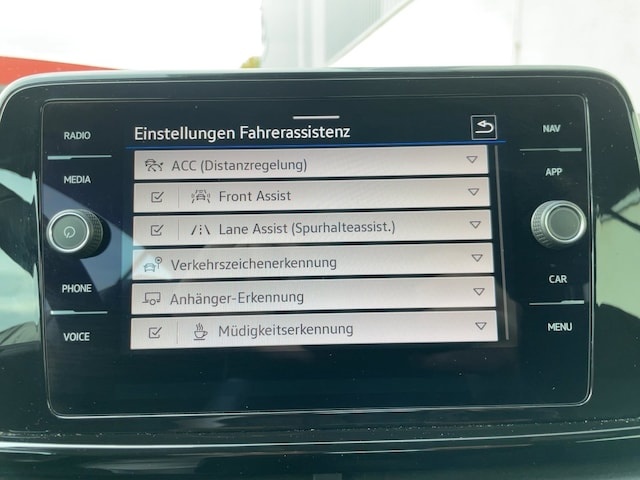 RADIO
MEDIA
PHONE
VOICE
Einstellungen Fahrerassistenz
ACC (Distanzregelung)
Front Assist
Lane Assist (Spurhalteassist.)
Verkehrszeichenerkennung
Anhänger-Erkennung
Müdigkeitserkennung
NAV
APP
CAR
MENU